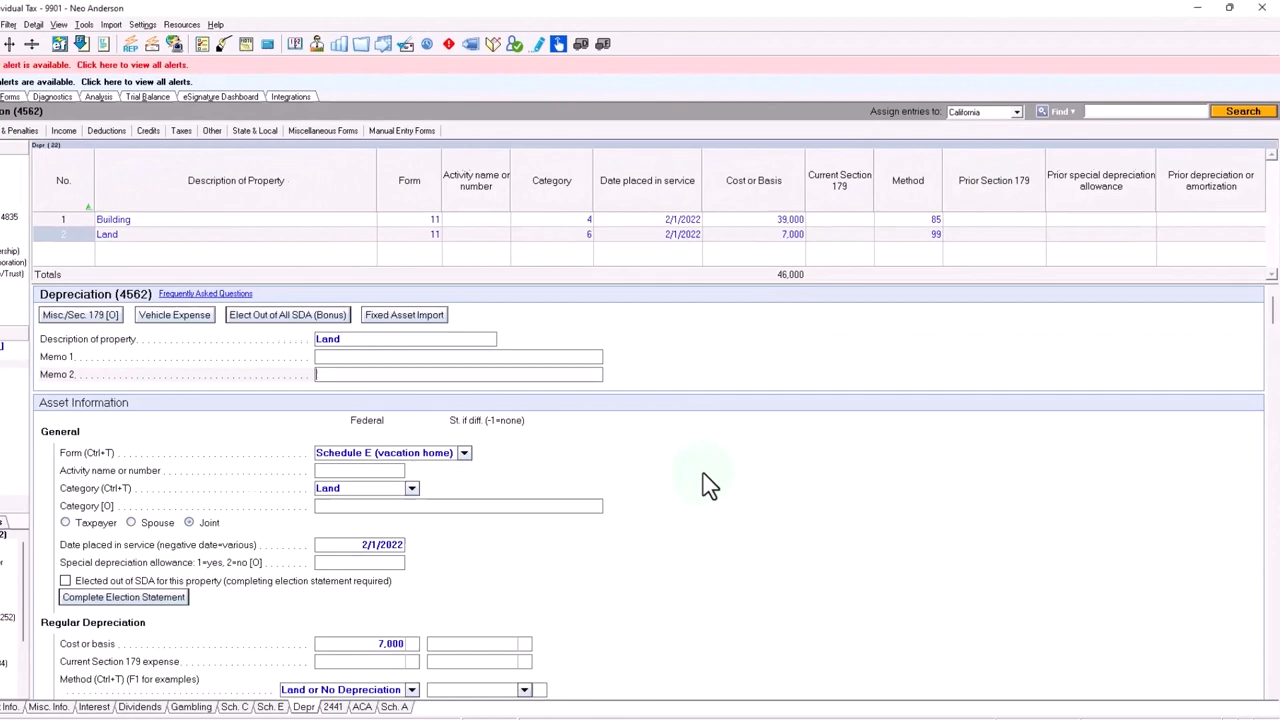 ividual Tax - 9901 - Neo Anderson
Filter Detail View Tools Import Settings Resources Help
alert is available. Click here to view all alerts.
alerts are available. Click here to view all alerts.
Forms Diagnostics Analysis Trial Balance eSignature Dashboard Integrations
on (4562) Assign entries to: California Find Search
& Penalties Income Deductions Credits Taxes Other State & Local Miscellaneous Forms Manual Entry Forms
Depr (22)
No. Description of Property Form Activity name or number Category Date placed in service Cost or Basis Current Section 179 Method Prior Section 179 Prior special depreciation allowance Prior depreciation or amortization
1 Building 11 4 2/1/2022 39,000 85
2 Land 11 6 2/1/2022 7,000 99
Totals 46,000
4835
ership)
oration)
e/Trust)
Depreciation (4562) Frequently Asked Questions
Misc./Sec. 179 [O] Vehicle Expense Elect Out of All SDA (Bonus) Fixed Asset Import
Description of property Land
Memo 1
Memo 2
Asset Information
Federal St. if diff. (-1=none)
General
Form (Ctrl+T) Schedule E (vacation home)
Activity name or number
Category (Ctrl+T) Land
Category [O]
Taxpayer Spouse Joint
Date placed in service (negative date=various) 2/1/2022
Special depreciation allowance: 1=yes, 2=no [O]
Elected out of SDA for this property (completing election statement required)
Complete Election Statement
Regular Depreciation
Cost or basis 7,000
Current Section 179 expense
Method (Ctrl+T) (F1 for examples)
Land or No Depreciation
252)
34)
t Info. Misc. Info. Interest Dividends Gambling Sch. C Sch. E Depr 2441 ACA Sch. A